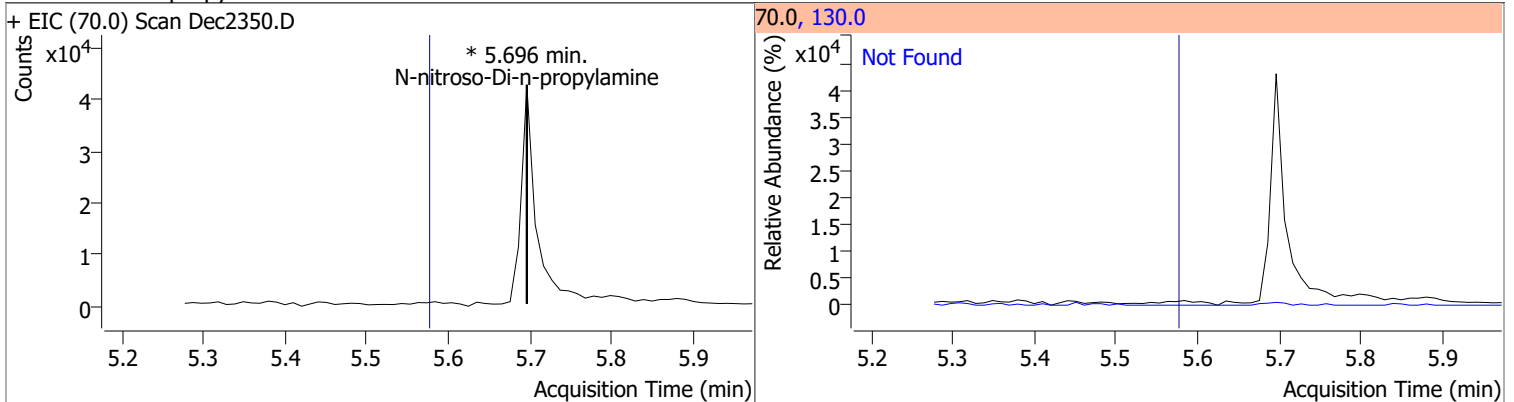 + EIC (70.0) Scan Dec2350.D
Counts
x10⁴
* 5.696 min.
N-nitroso-Di-n-propylamine
4
3
2
1
0
5.2 5.3 5.4 5.5 5.6 5.7 5.8 5.9
Acquisition Time (min)
70.0, 130.0
Relative Abundance (%)
x10⁴
Not Found
4
3.5
3
2.5
2
1.5
1
0.5
0
5.2 5.3 5.4 5.5 5.6 5.7 5.8 5.9
Acquisition Time (min)